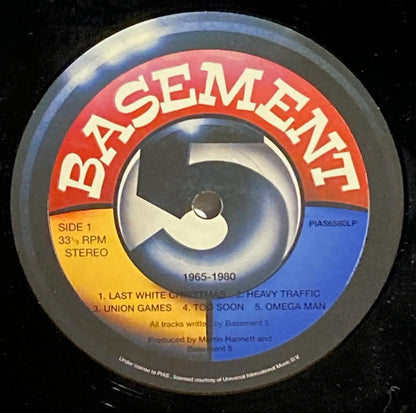 BASEMENT
5
SIDE 1
33⅓ RPM
STEREO
PIAS6580LP
1965-1980
1. LAST WHITE CHRISTMAS 2. HEAVY TRAFFIC
3. UNION GAMES 4. TOO SOON 5. OMEGA MAN
All tracks written by Basement 5
Produced by Martin Hannett and
Basement 5
Under license to PIAS - licensed courtesy of Universal International Music B.V.